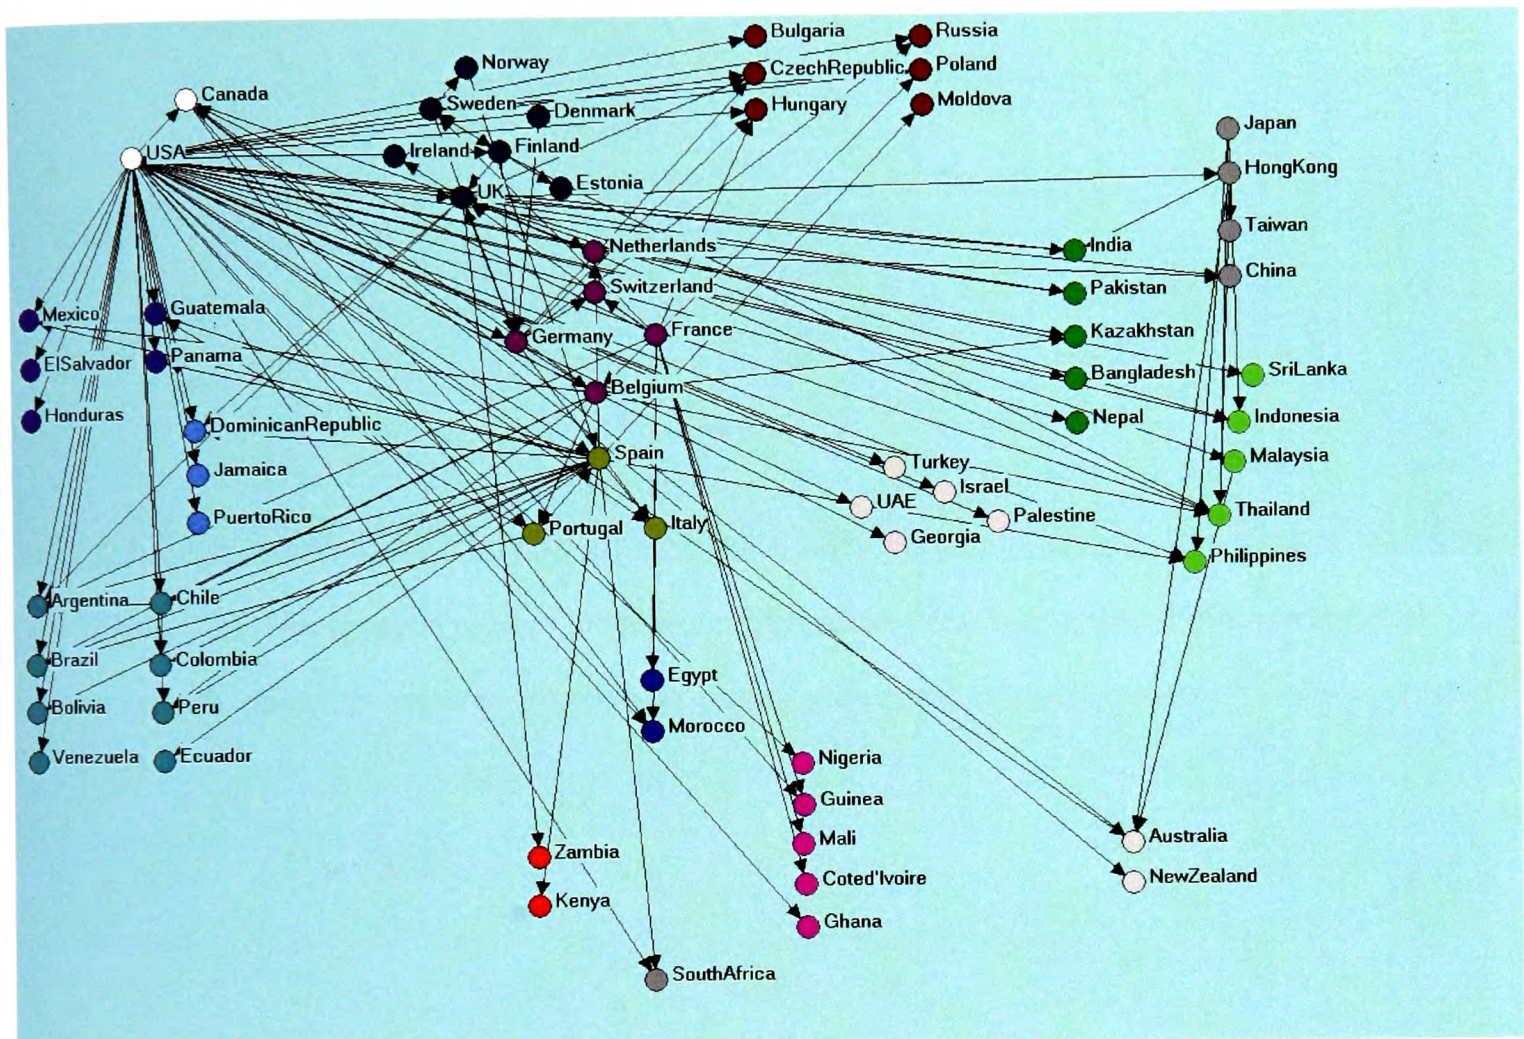 Bulgaria
Russia
Norway
CzechRepublic
Poland
Canada
Sweden
Denmark
Hungary
Moldova
Japan
USA
Ireland
Finland
HongKong
UK
Estonia
Taiwan
Netherlands
India
China
Switzerland
Pakistan
Mexico
Guatemala
Germany
France
Kazakhstan
ElSalvador
Panama
Belgium
Bangladesh
SriLanka
Honduras
DominicanRepublic
Nepal
Indonesia
Spain
Turkey
Malaysia
Jamaica
Israel
PuertoRico
Portugal
Italy
UAE
Palestine
Thailand
Georgia
Philippines
Argentina
Chile
Brazil
Colombia
Egypt
Bolivia
Peru
Morocco
Venezuela
Ecuador
Nigeria
Guinea
Zambia
Mali
Australia
Kenya
Coted'Ivoire
NewZealand
Ghana
SouthAfrica